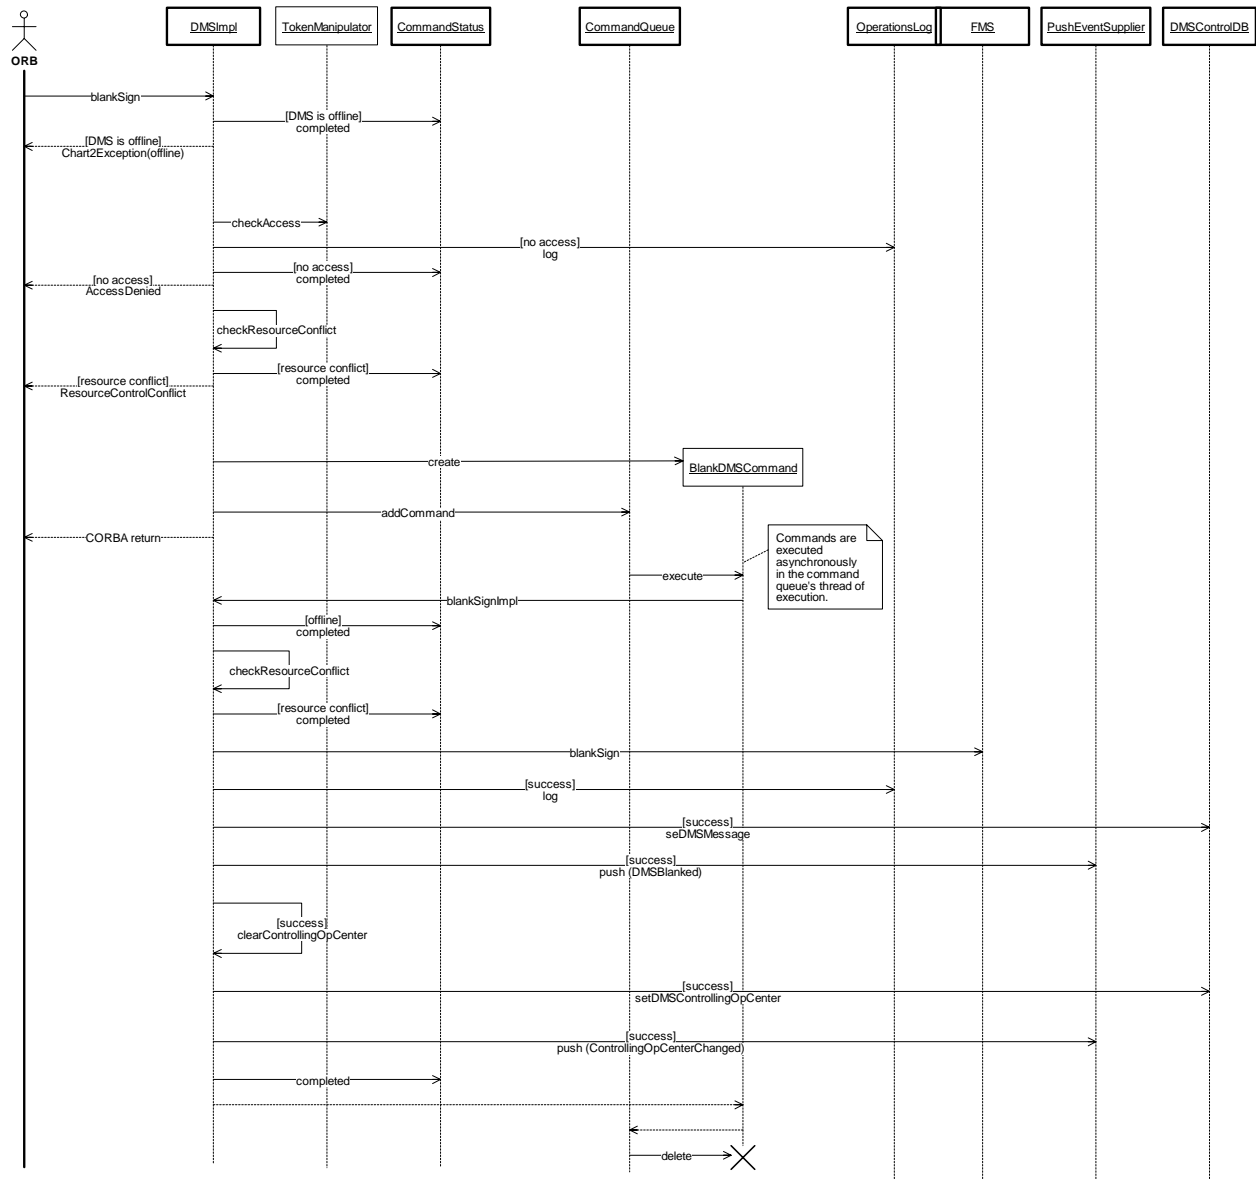 DMSImpl
TokenManipulator
CommandStatus
CommandQueue
OperationsLog
FMS
PushEventSupplier
DMSControlDB
ORB
blankSign
[DMS is offline]
completed
[DMS is offline]
Chart2Exception(offline)
checkAccess
[no access]
log
[no access]
completed
[no access]
AccessDenied
checkResourceConflict
[resource conflict]
completed
[resource conflict]
ResourceControlConflict
create
BlankDMSCommand
addCommand
CORBA return
Commands are
executed
asynchronously
in the command
queue's thread of
execution.
execute
blankSignImpl
[offline]
completed
checkResourceConflict
[resource conflict]
completed
blankSign
[success]
log
[success]
seDMSMessage
[success]
push (DMSBlanked)
[success]
clearControllingOpCenter
[success]
setDMSControllingOpCenter
[success]
push (ControllingOpCenterChanged)
completed
delete